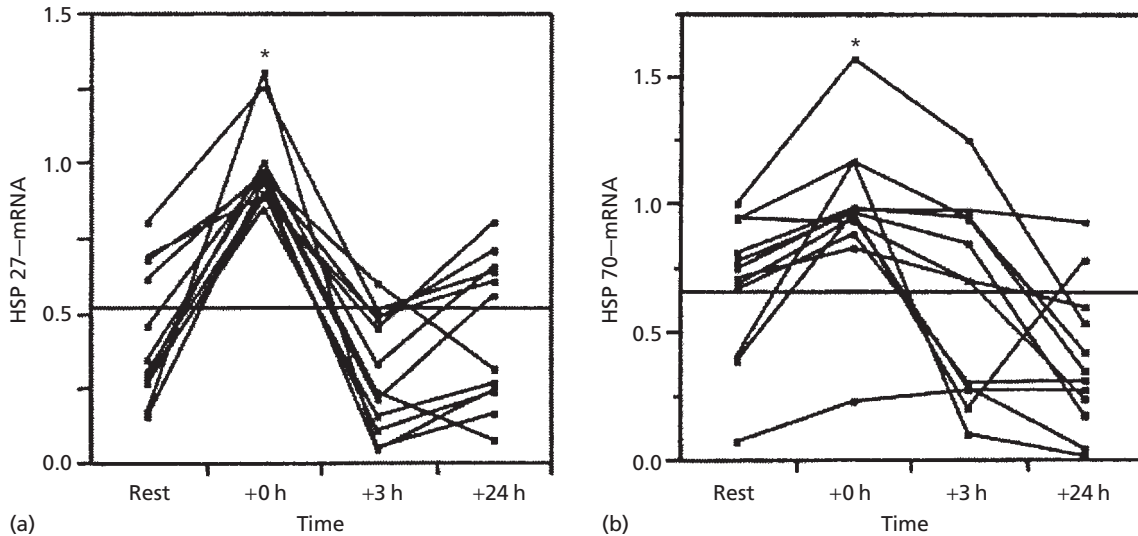 1.5
1.0
0.5
0.0
HSP 27—mRNA
*
Rest
+0 h
+3 h
+24 h
Time
(a)
1.5
1.0
0.5
0.0
HSP 70—mRNA
*
Rest
+0 h
+3 h
+24 h
Time
(b)